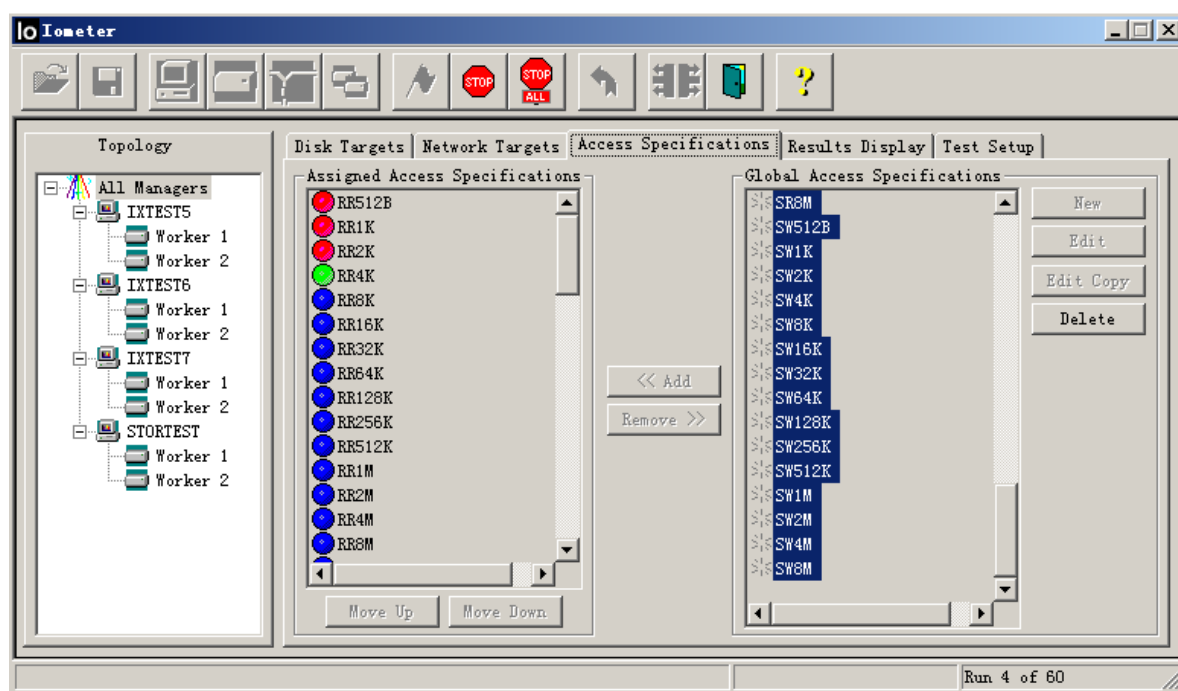 Iometer
STOP
STOP
ALL
Topology
All Managers
IXTEST5
Worker 1
Worker 2
IXTEST6
Worker 1
Worker 2
IXTEST7
Worker 1
Worker 2
STORTEST
Worker 1
Worker 2
Disk Targets
Network Targets
Access Specifications
Results Display
Test Setup
Assigned Access Specifications
RR512B
RR1K
RR2K
RR4K
RR8K
RR16K
RR32K
RR64K
RR128K
RR256K
RR512K
RR1M
RR2M
RR4M
RR8M
Move Up
Move Down
<< Add
Remove >>
Global Access Specifications
SR8M
SW512B
SW1K
SW2K
SW4K
SW8K
SW16K
SW32K
SW64K
SW128K
SW256K
SW512K
SW1M
SW2M
SW4M
SW8M
New
Edit
Edit Copy
Delete
Run 4 of 60